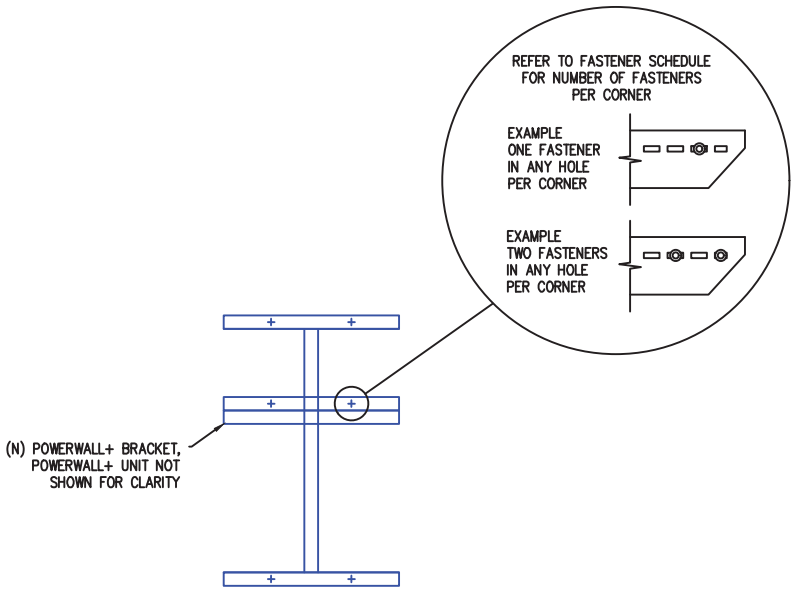 REFER TO FASTENER SCHEDULE
FOR NUMBER OF FASTENERS
PER CORNER
EXAMPLE
ONE FASTENER
IN ANY HOLE
PER CORNER
EXAMPLE
TWO FASTENERS
IN ANY HOLE
PER CORNER
(N) POWERWALL+ BRACKET,
POWERWALL+ UNIT NOT
SHOWN FOR CLARITY